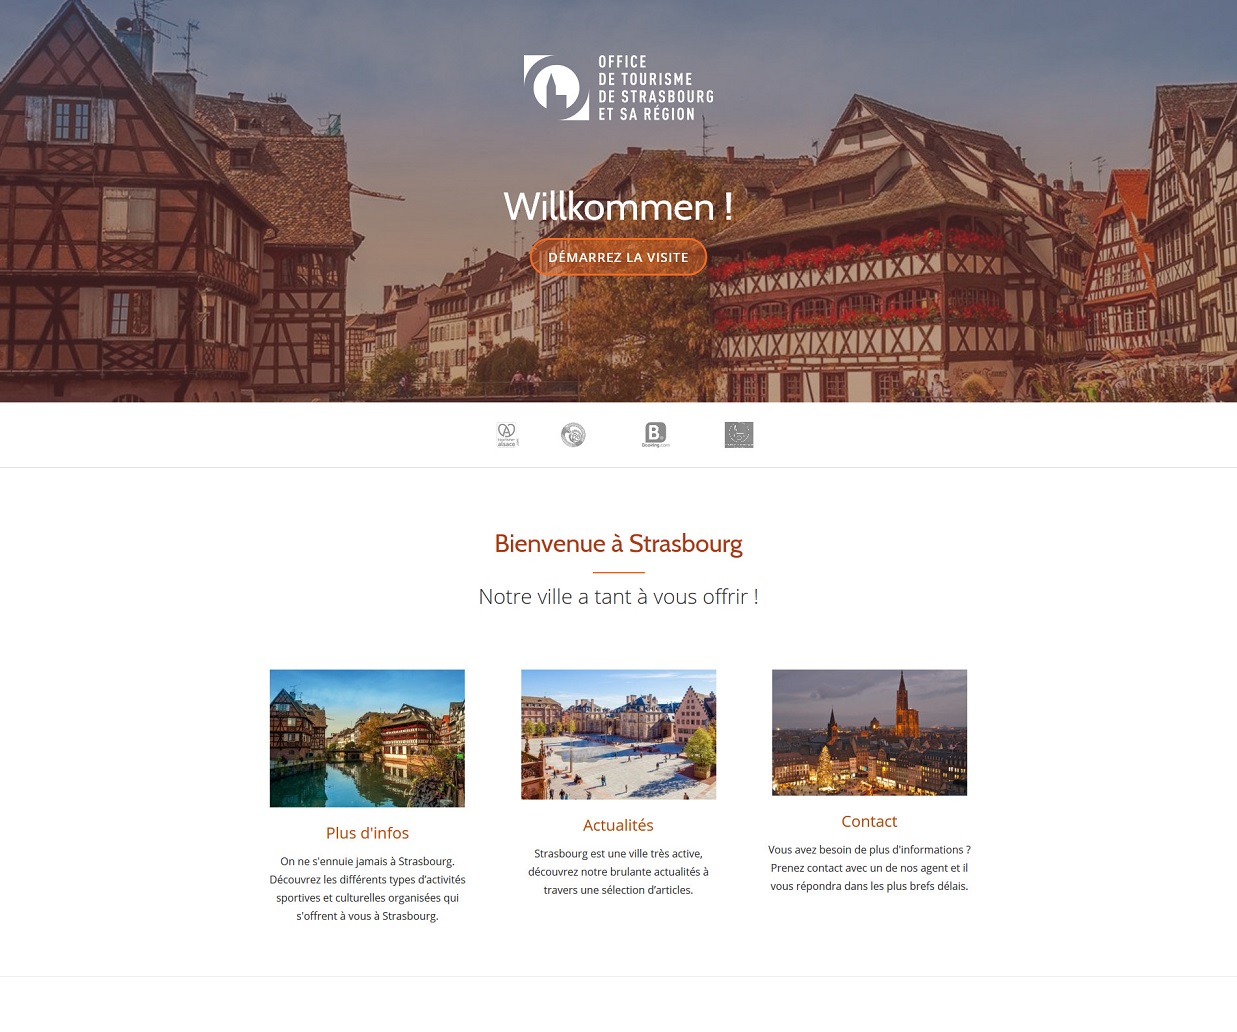 OFFICE
DE TOURISME
DE STRASBOURG
ET SA RÉGION
Willkommen !
DÉMARREZ LA VISITE
alsace
B
Booking.com
Bienvenue à Strasbourg
Notre ville a tant à vous offrir !
Plus d'infos
On ne s'ennuie jamais à Strasbourg.
Découvrez les différents types d’activités
sportives et culturelles organisées qui
s'offrent à vous à Strasbourg.
Actualités
Strasbourg est une ville très active,
découvrez notre brulante actualités à
travers une sélection d’articles.
Contact
Vous avez besoin de plus d'informations ?
Prenez contact avec un de nos agent et il
vous répondra dans les plus brefs délais.